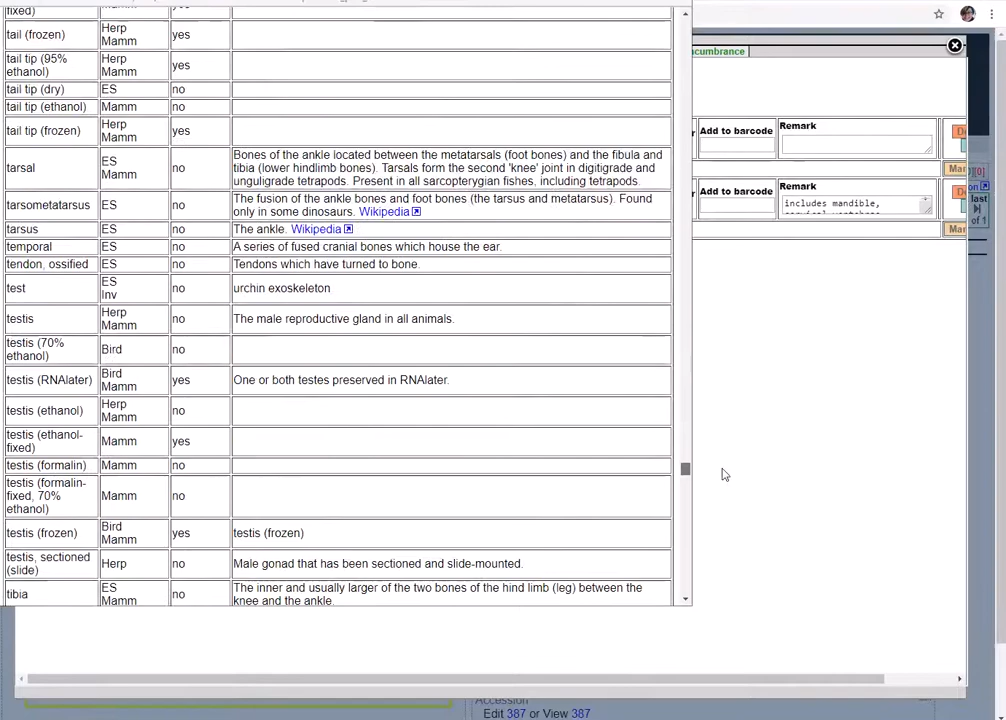 fixed)
tail (frozen) Herp Mamm yes
tail tip (95% ethanol) Herp Mamm yes
tail tip (dry) ES no
tail tip (ethanol) Mamm no
tail tip (frozen) Herp Mamm yes
tarsal ES Mamm no Bones of the ankle located between the metatarsals (foot bones) and the fibula and
tibia (lower hindlimb bones). Tarsals form the second 'knee' joint in digitigrade and
unguligrade tetrapods. Present in all sarcopterygian fishes, including tetrapods.
tarsometatarsus ES no The fusion of the ankle bones and foot bones (the tarsus and metatarsus). Found
only in some dinosaurs. Wikipedia
tarsus ES no The ankle. Wikipedia
temporal ES no A series of fused cranial bones which house the ear.
tendon, ossified ES no Tendons which have turned to bone.
test ES Inv no urchin exoskeleton
testis Herp Mamm no The male reproductive gland in all animals.
testis (70% ethanol) Bird no
testis (RNAlater) Bird Mamm yes One or both testes preserved in RNAlater.
testis (ethanol) Herp Mamm no
testis (ethanol-fixed) Mamm yes
testis (formalin) Mamm no
testis (formalin-fixed, 70% ethanol) Mamm no
testis (frozen) Bird Mamm yes testis (frozen)
testis, sectioned (slide) Herp no Male gonad that has been sectioned and slide-mounted.
tibia ES Mamm no The inner and usually larger of the two bones of the hind limb (leg) between the
knee and the ankle.
cumbrance
Add to barcode Remark
Add to barcode Remark
includes mandible,
last
of 1
Accession
Edit 387 or View 387